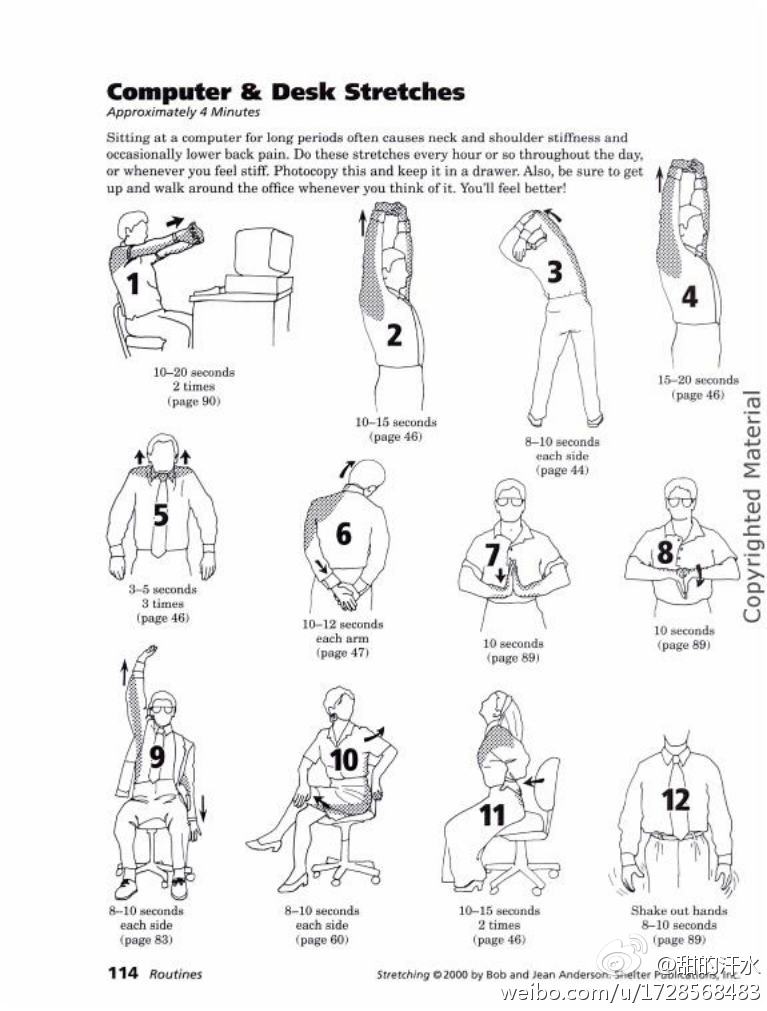 Computer & Desk Stretches
Approximately 4 Minutes
Sitting at a computer for long periods often causes neck and shoulder stiffness and
occasionally lower back pain. Do these stretches every hour or so throughout the day,
or whenever you feel stiff. Photocopy this and keep it in a drawer. Also, be sure to get
up and walk around the office whenever you think of it. You'll feel better!
1
10–20 seconds
2 times
(page 90)
2
10–15 seconds
(page 46)
3
8–10 seconds
each side
(page 44)
4
15–20 seconds
(page 46)
5
3–5 seconds
3 times
(page 46)
6
10–12 seconds
each arm
(page 47)
7
10 seconds
(page 89)
8
10 seconds
(page 89)
9
8–10 seconds
each side
(page 83)
10
8–10 seconds
each side
(page 60)
11
10–15 seconds
2 times
(page 46)
12
Shake out hands
8–10 seconds
(page 89)
Copyrighted Material
114 Routines
Stretching © 2000 by Bob and Jean Anderson. Shelter Publications, Inc.
@甜的汗水
weibo.com/u/1728568483